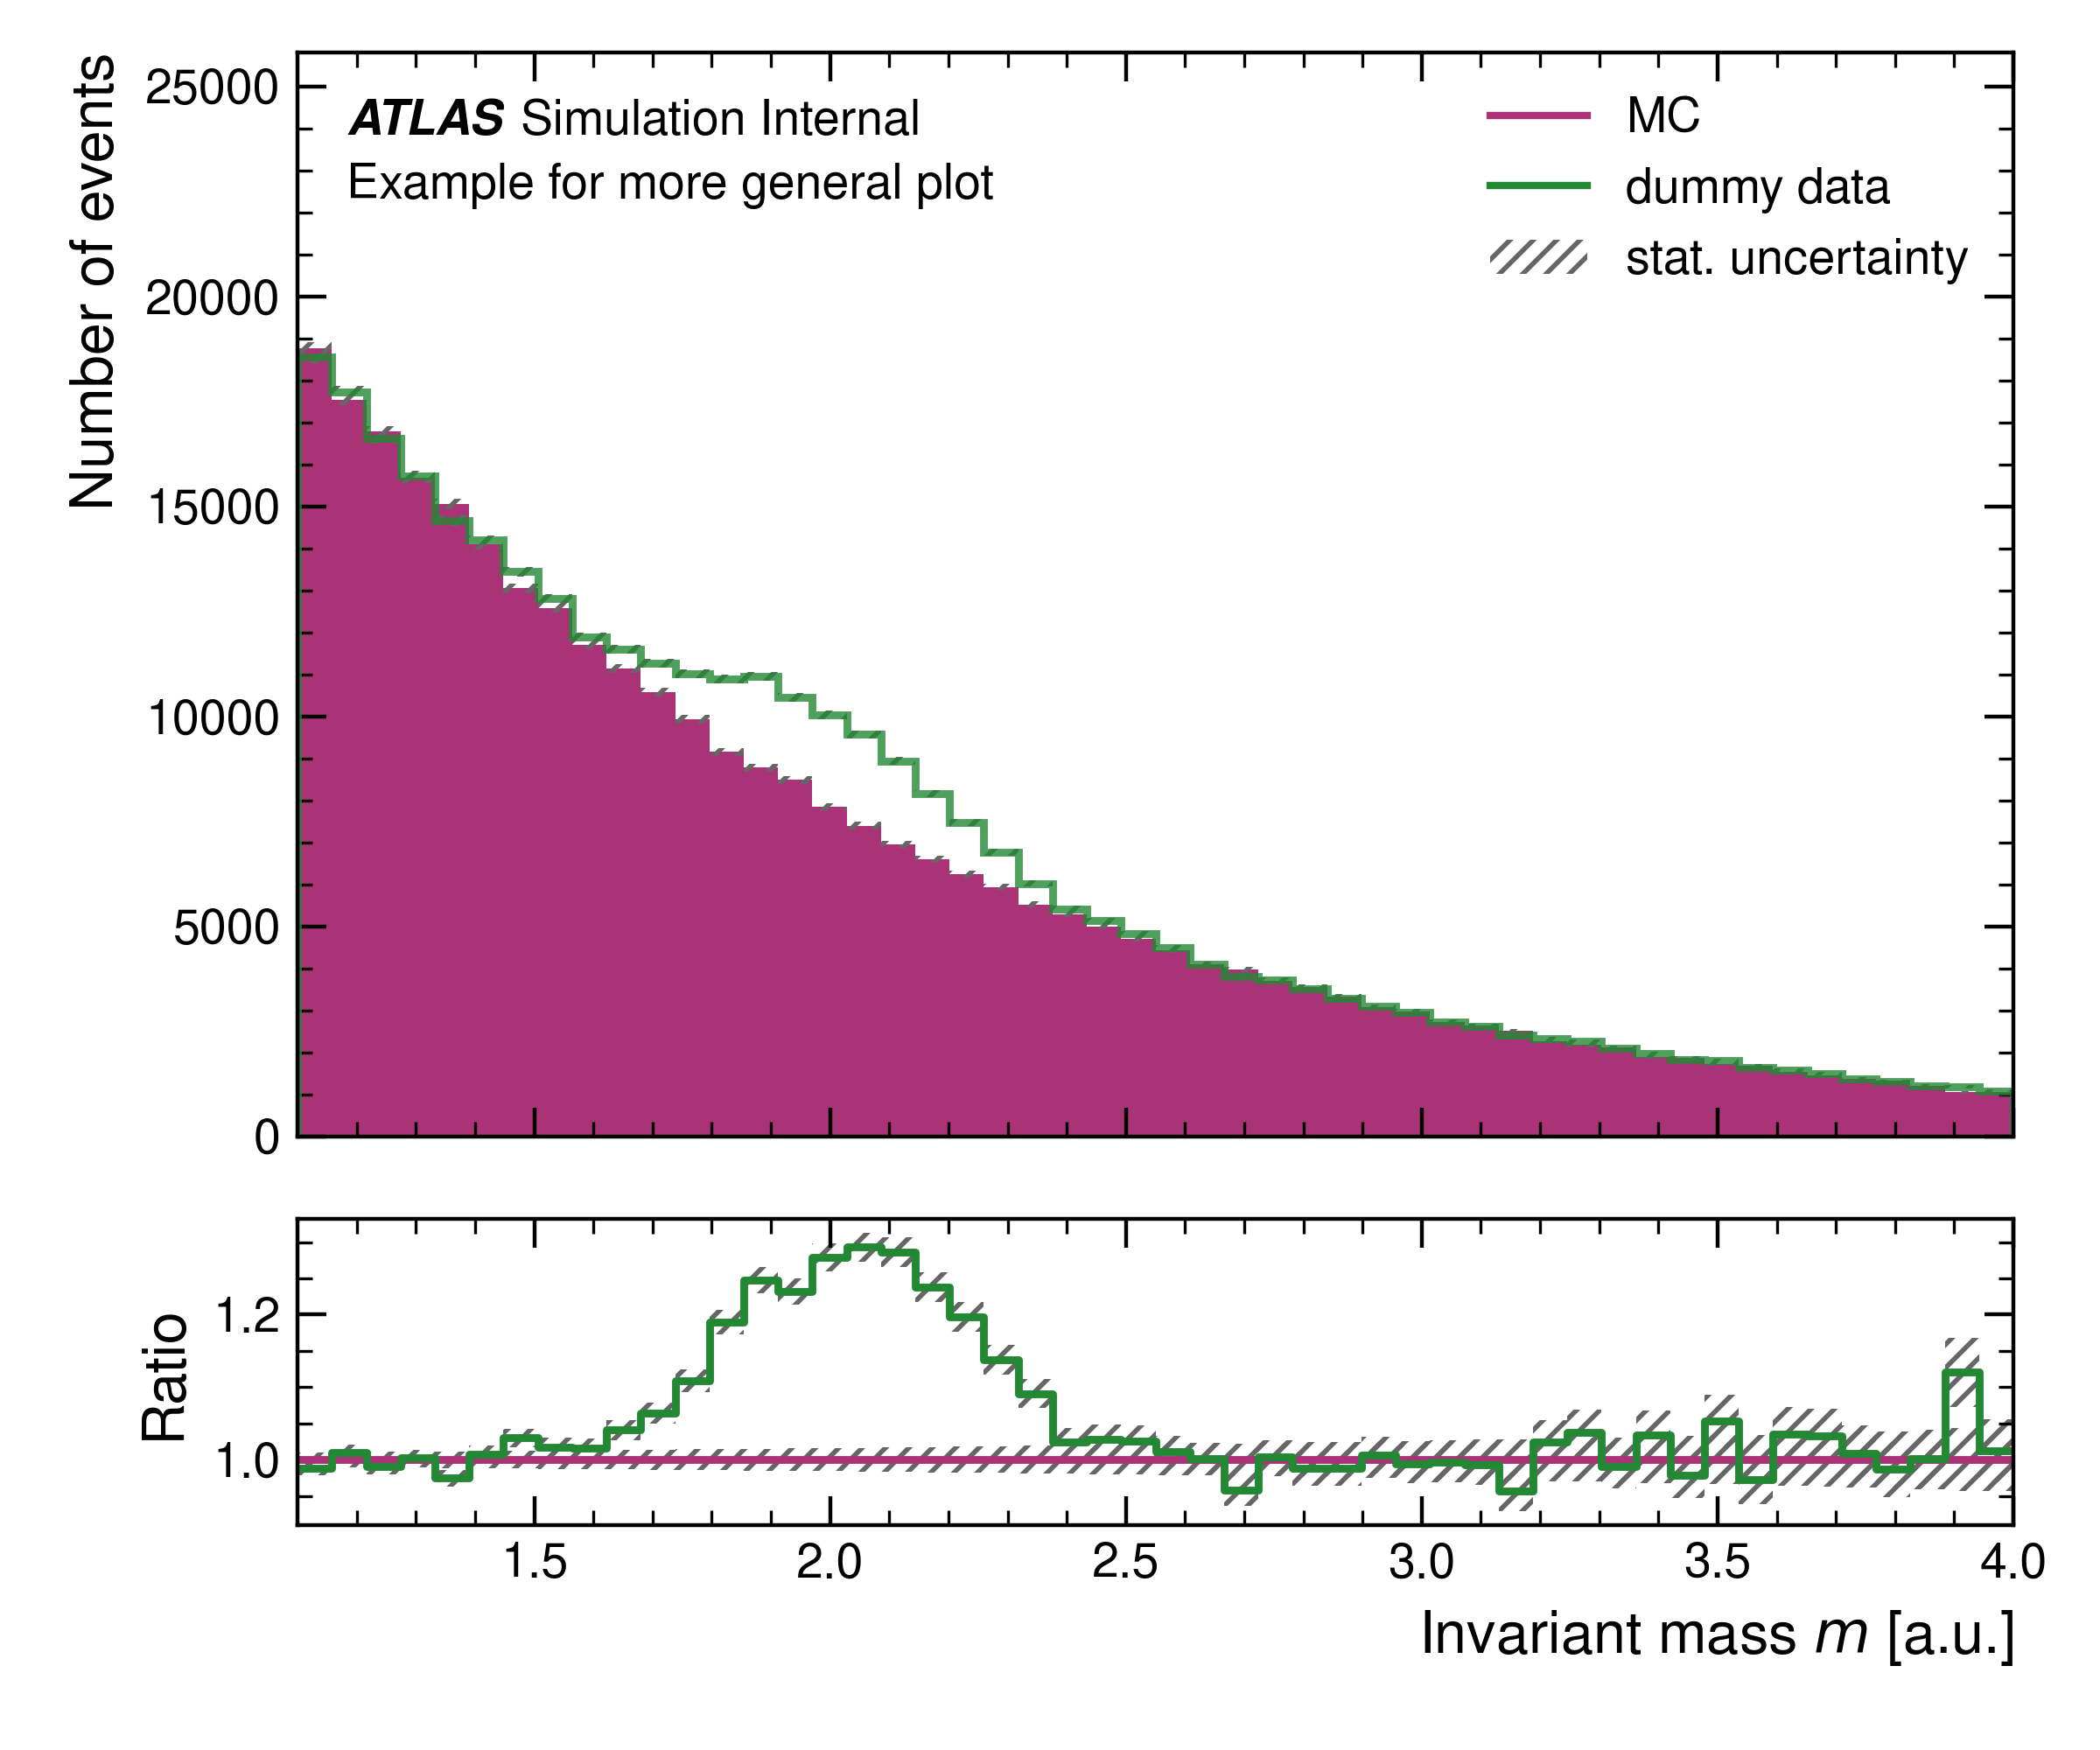 Number of events
25000
20000
15000
10000
5000
0
ATLAS Simulation Internal
Example for more general plot
MC
dummy data
stat. uncertainty
Ratio
1.2
1.0
1.5 2.0 2.5 3.0 3.5 4.0
Invariant mass m [a.u.]